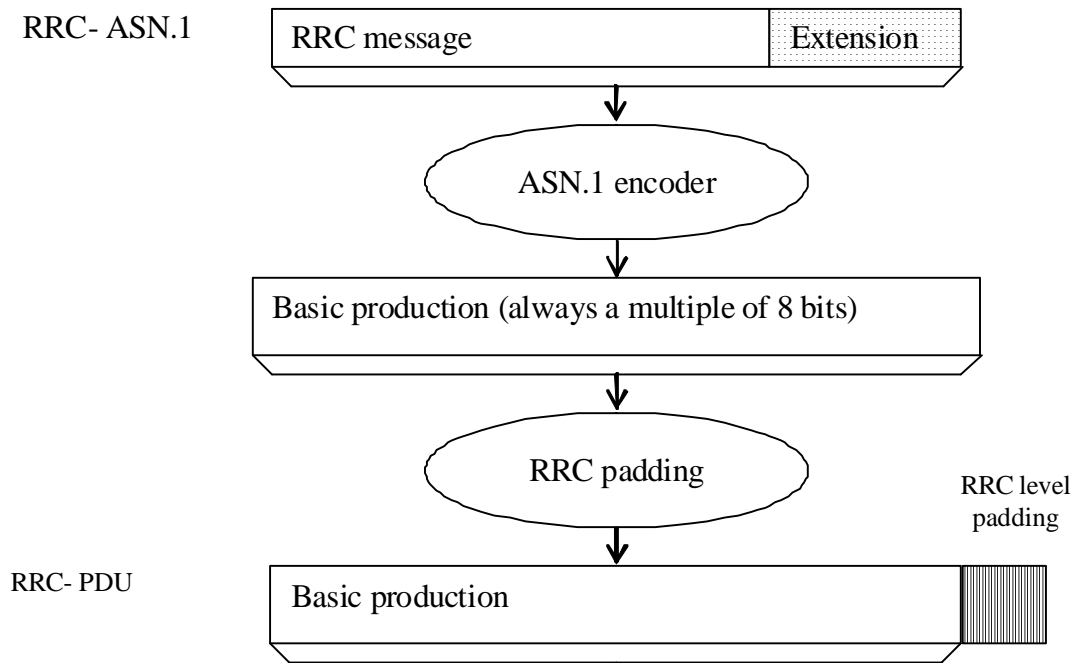 RRC- ASN.1
RRC message
Extension
ASN.1 encoder
Basic production (always a multiple of 8 bits)
RRC padding
RRC level
padding
RRC- PDU
Basic production